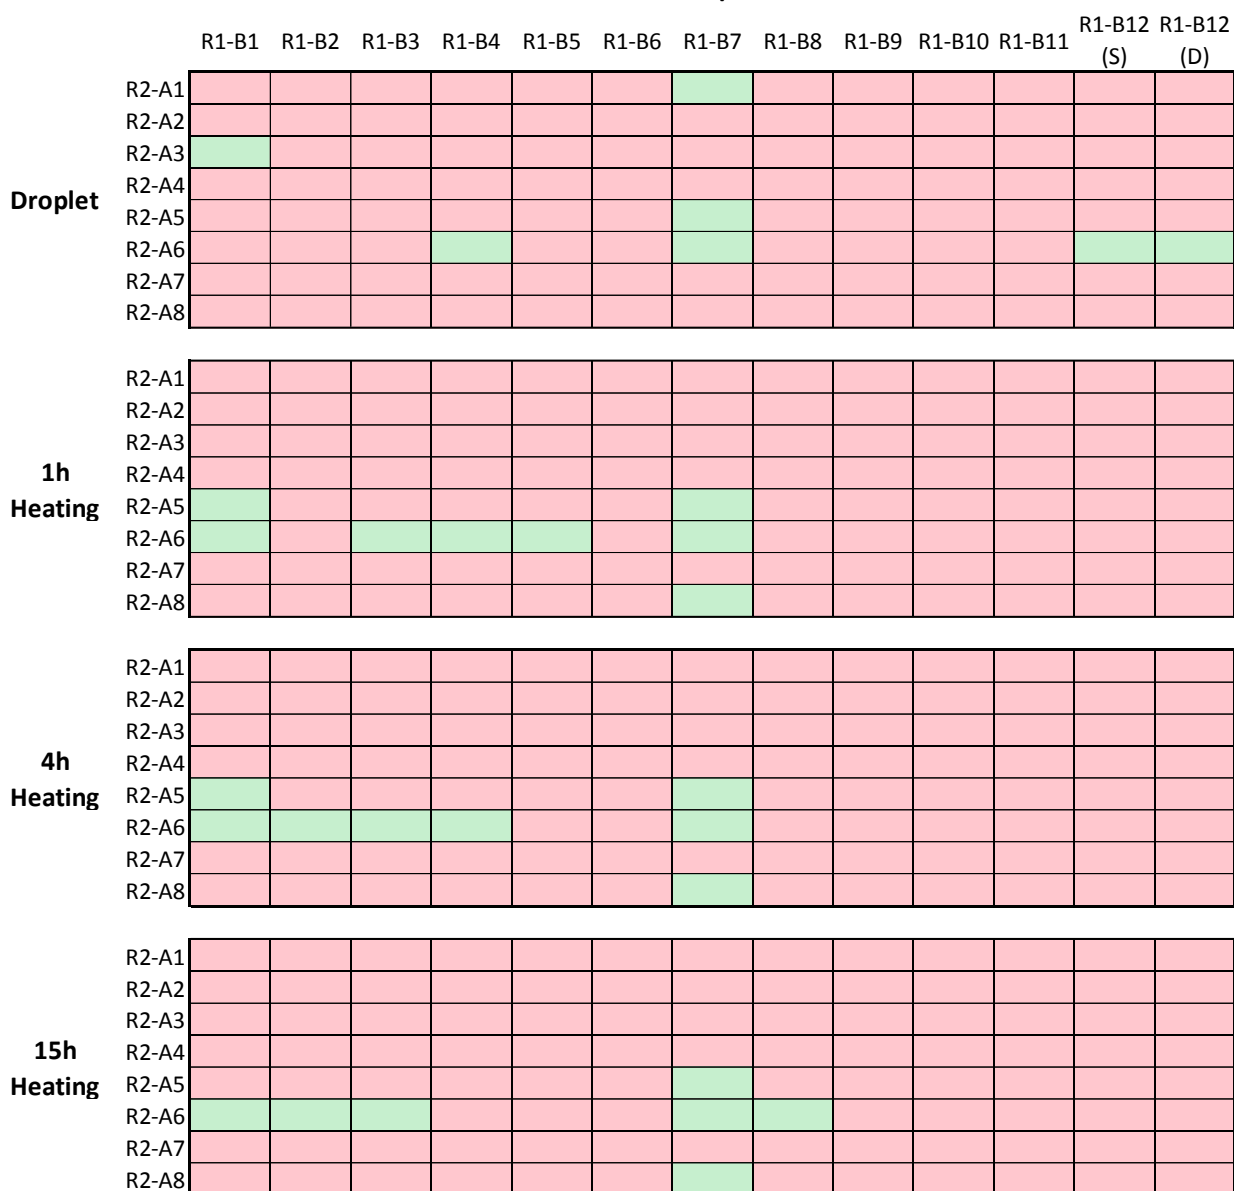 R1-B1 R1-B2 R1-B3 R1-B4 R1-B5 R1-B6 R1-B7 R1-B8 R1-B9 R1-B10 R1-B11 R1-B12 (S) R1-B12 (D)
Droplet
R2-A1
R2-A2
R2-A3
R2-A4
R2-A5
R2-A6
R2-A7
R2-A8
1h
Heating
R2-A1
R2-A2
R2-A3
R2-A4
R2-A5
R2-A6
R2-A7
R2-A8
4h
Heating
R2-A1
R2-A2
R2-A3
R2-A4
R2-A5
R2-A6
R2-A7
R2-A8
15h
Heating
R2-A1
R2-A2
R2-A3
R2-A4
R2-A5
R2-A6
R2-A7
R2-A8